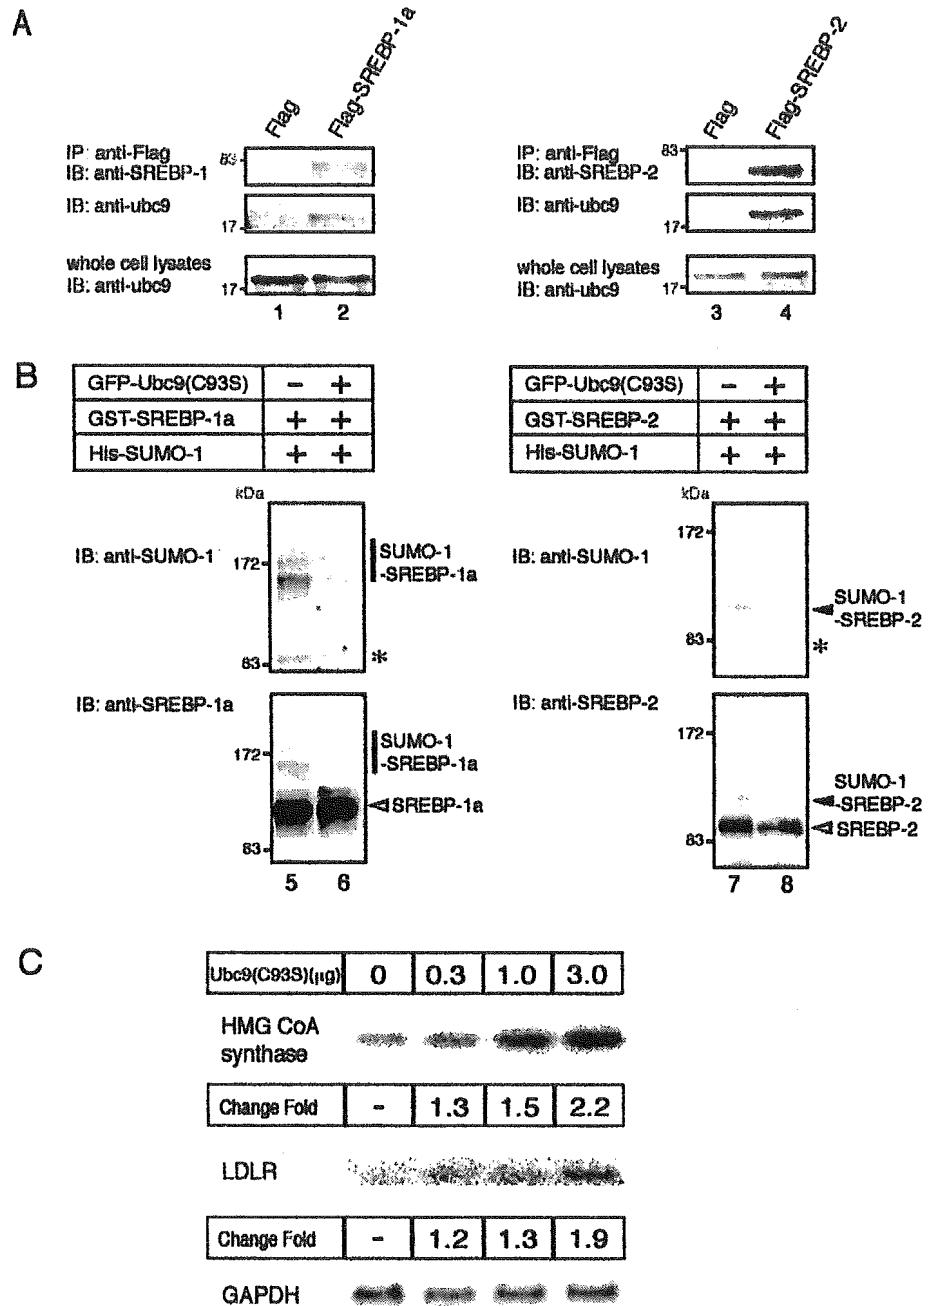 A
Flag
Flag-SREBP-1a
IP: anti-Flag
IB: anti-SREBP-1
83
IB: anti-ubc9
17
whole cell lysates
IB: anti-ubc9
17
1 2
Flag
Flag-SREBP-2
IP: anti-Flag
IB: anti-SREBP-2
83
IB: anti-ubc9
17
whole cell lysates
IB: anti-ubc9
17
3 4
B
GFP-Ubc9(C93S) - +
GST-SREBP-1a + +
His-SUMO-1 + +
kDa
IB: anti-SUMO-1
172
SUMO-1
-SREBP-1a
83
*
IB: anti-SREBP-1a
172
SUMO-1
-SREBP-1a
SREBP-1a
83
5 6
GFP-Ubc9(C93S) - +
GST-SREBP-2 + +
His-SUMO-1 + +
kDa
172
IB: anti-SUMO-1
SUMO-1
-SREBP-2
83
*
IB: anti-SREBP-2
172
SUMO-1
-SREBP-2
SREBP-2
83
7 8
C
Ubc9(C93S)(μg) 0 0.3 1.0 3.0
HMG CoA
synthase
Change Fold - 1.3 1.5 2.2
LDLR
Change Fold - 1.2 1.3 1.9
GAPDH